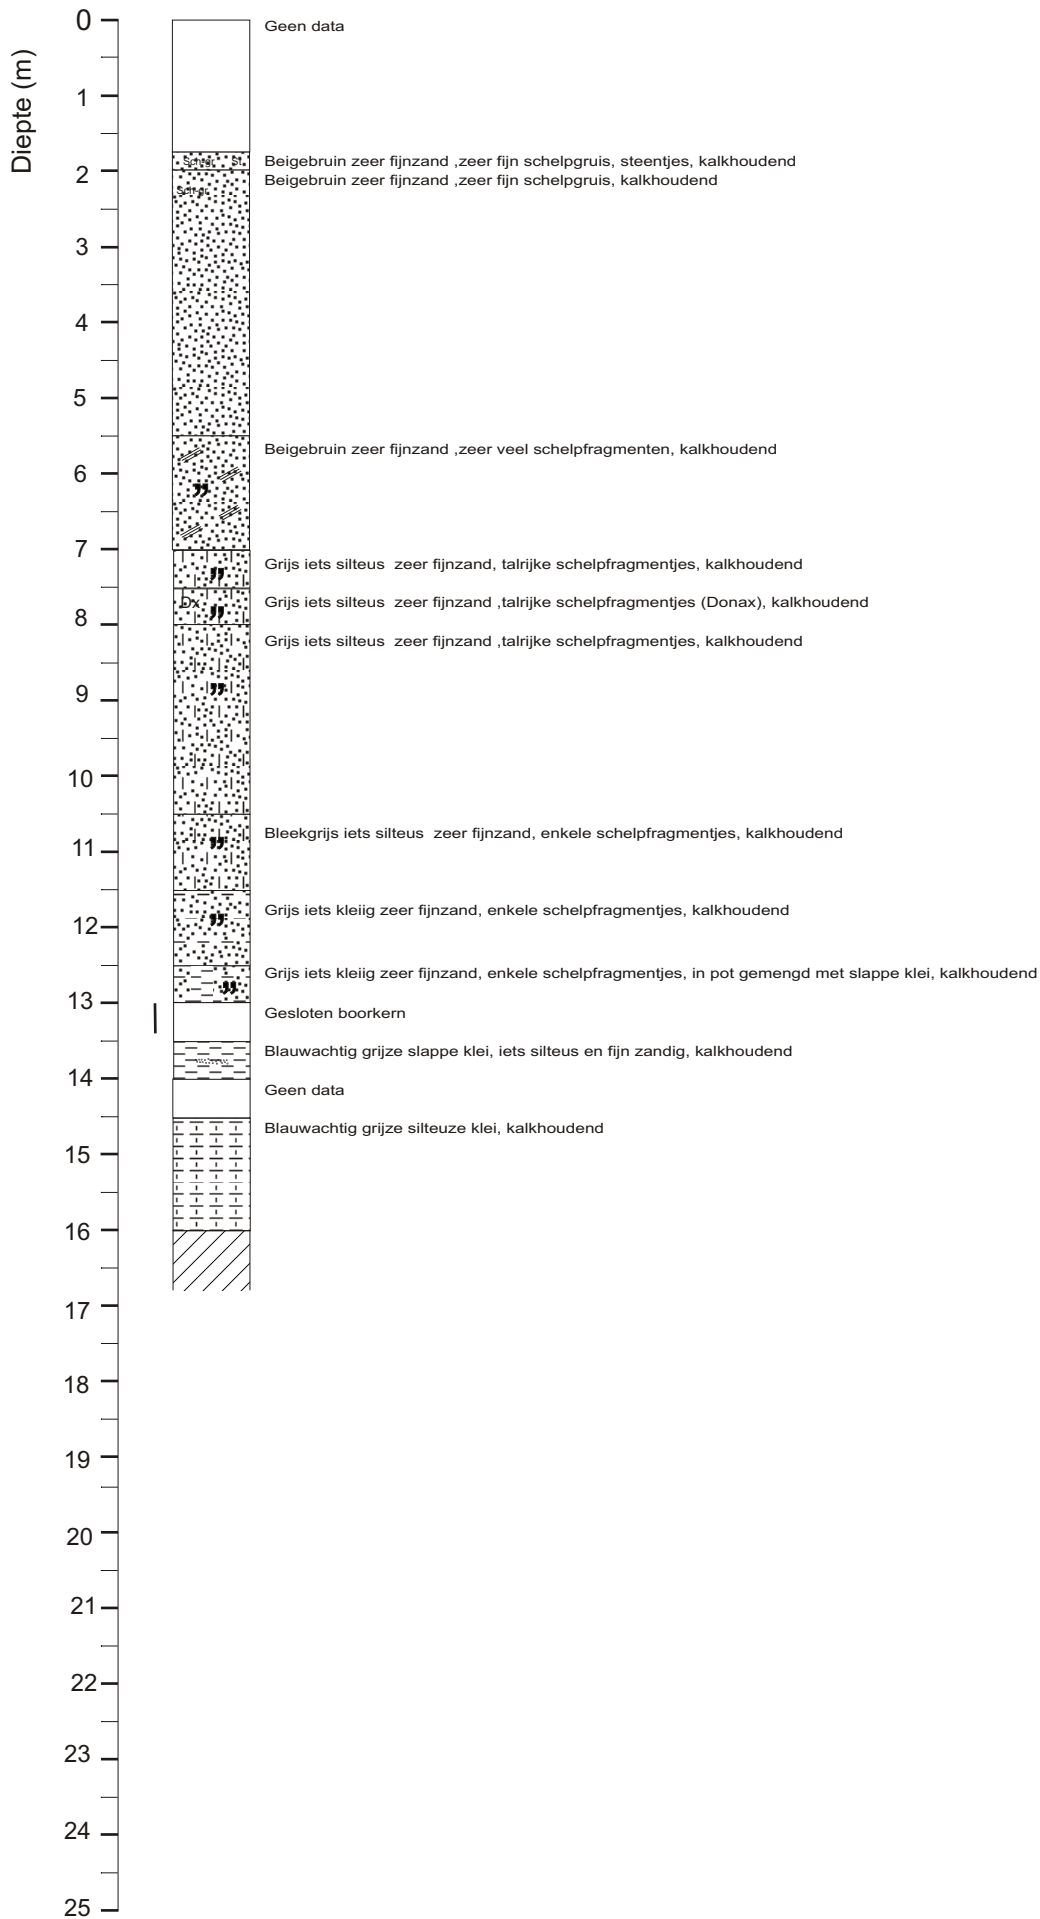 Diepte (m)
0
Geen data
1
Sch-gr St
Beigebruin zeer fijnzand ,zeer fijn schelpgruis, steentjes, kalkhoudend
2
Beigebruin zeer fijnzand ,zeer fijn schelpgruis, kalkhoudend
Sch-gr
3
4
5
Beigebruin zeer fijnzand ,zeer veel schelpfragmenten, kalkhoudend
6
7
Grijs iets silteus zeer fijnzand, talrijke schelpfragmentjes, kalkhoudend
Dx
Grijs iets silteus zeer fijnzand ,talrijke schelpfragmentjes (Donax), kalkhoudend
8
Grijs iets silteus zeer fijnzand ,talrijke schelpfragmentjes, kalkhoudend
9
10
Bleekgrijs iets silteus zeer fijnzand, enkele schelpfragmentjes, kalkhoudend
11
Grijs iets kleiig zeer fijnzand, enkele schelpfragmentjes, kalkhoudend
12
Grijs iets kleiig zeer fijnzand, enkele schelpfragmentjes, in pot gemengd met slappe klei, kalkhoudend
13
Gesloten boorkern
Blauwachtig grijze slappe klei, iets silteus en fijn zandig, kalkhoudend
14
Geen data
Blauwachtig grijze silteuze klei, kalkhoudend
15
16
17
18
19
20
21
22
23
24
25